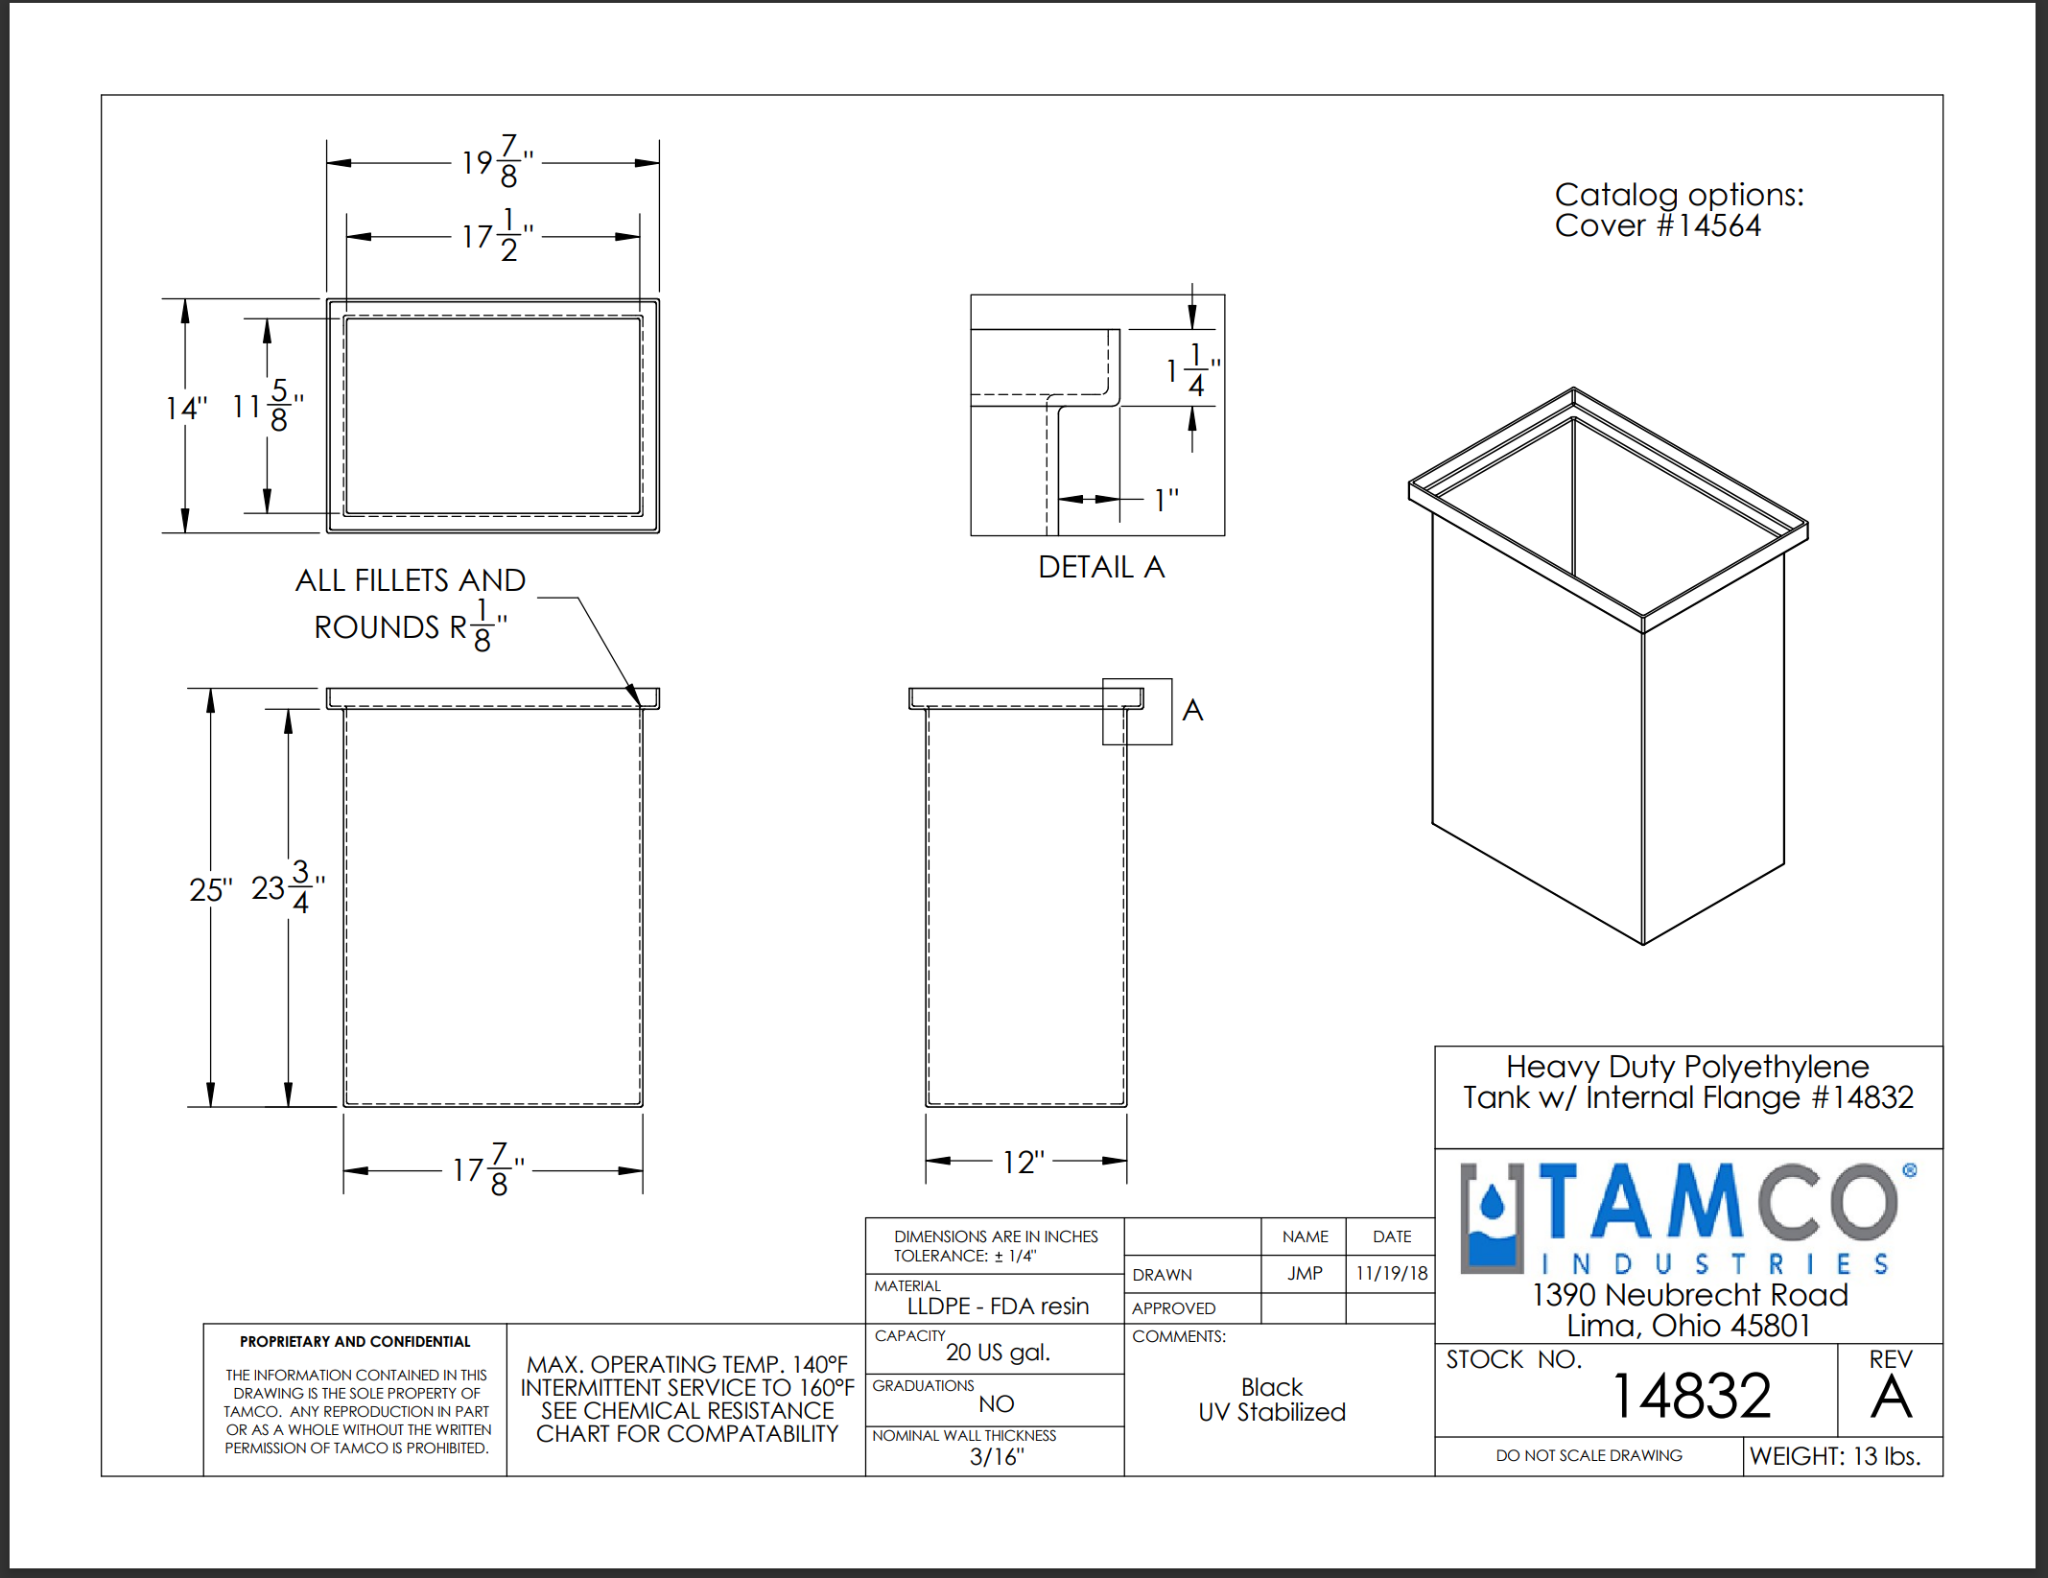 19 7/8"
17 1/2"
14"
11 5/8"
ALL FILLETS AND
ROUNDS R 1/8"
1 1/4"
1"
DETAIL A
Catalog options:
Cover #14564
25"
23 3/4"
17 7/8"
A
12"
Heavy Duty Polyethylene
Tank w/ Internal Flange #14832
TAMCO®
INDUSTRIES
1390 Neubrecht Road
Lima, Ohio 45801
STOCK NO.
14832
REV
A
DO NOT SCALE DRAWING
WEIGHT: 13 lbs.
DIMENSIONS ARE IN INCHES
TOLERANCE: ± 1/4"
MATERIAL
LLDPE - FDA resin
CAPACITY
20 US gal.
GRADUATIONS
NO
NOMINAL WALL THICKNESS
3/16"
NAME DATE
DRAWN JMP 11/19/18
APPROVED
COMMENTS:
Black
UV Stabilized
PROPRIETARY AND CONFIDENTIAL
THE INFORMATION CONTAINED IN THIS
DRAWING IS THE SOLE PROPERTY OF
TAMCO. ANY REPRODUCTION IN PART
OR AS A WHOLE WITHOUT THE WRITTEN
PERMISSION OF TAMCO IS PROHIBITED.
MAX. OPERATING TEMP. 140°F
INTERMITTENT SERVICE TO 160°F
SEE CHEMICAL RESISTANCE
CHART FOR COMPATABILITY